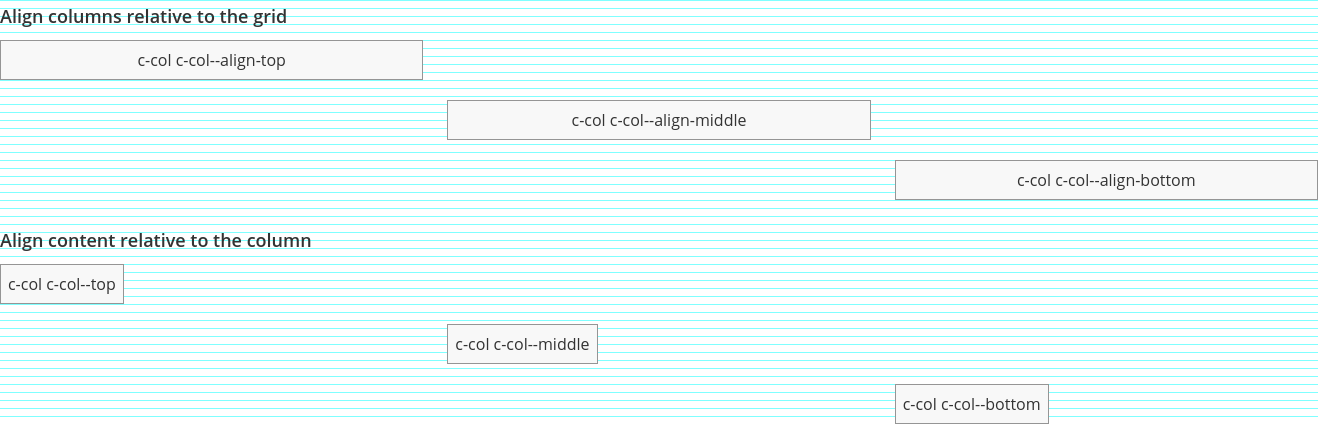 Align columns relative to the grid
c-col c-col--align-top
c-col c-col--align-middle
c-col c-col--align-bottom
Align content relative to the column
c-col c-col--top
c-col c-col--middle
c-col c-col--bottom